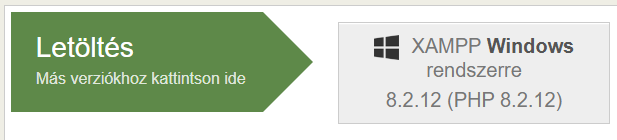 Letöltés
Más verziókhoz kattintson ide
XAMPP Windows
rendszerre
8.2.12 (PHP 8.2.12)